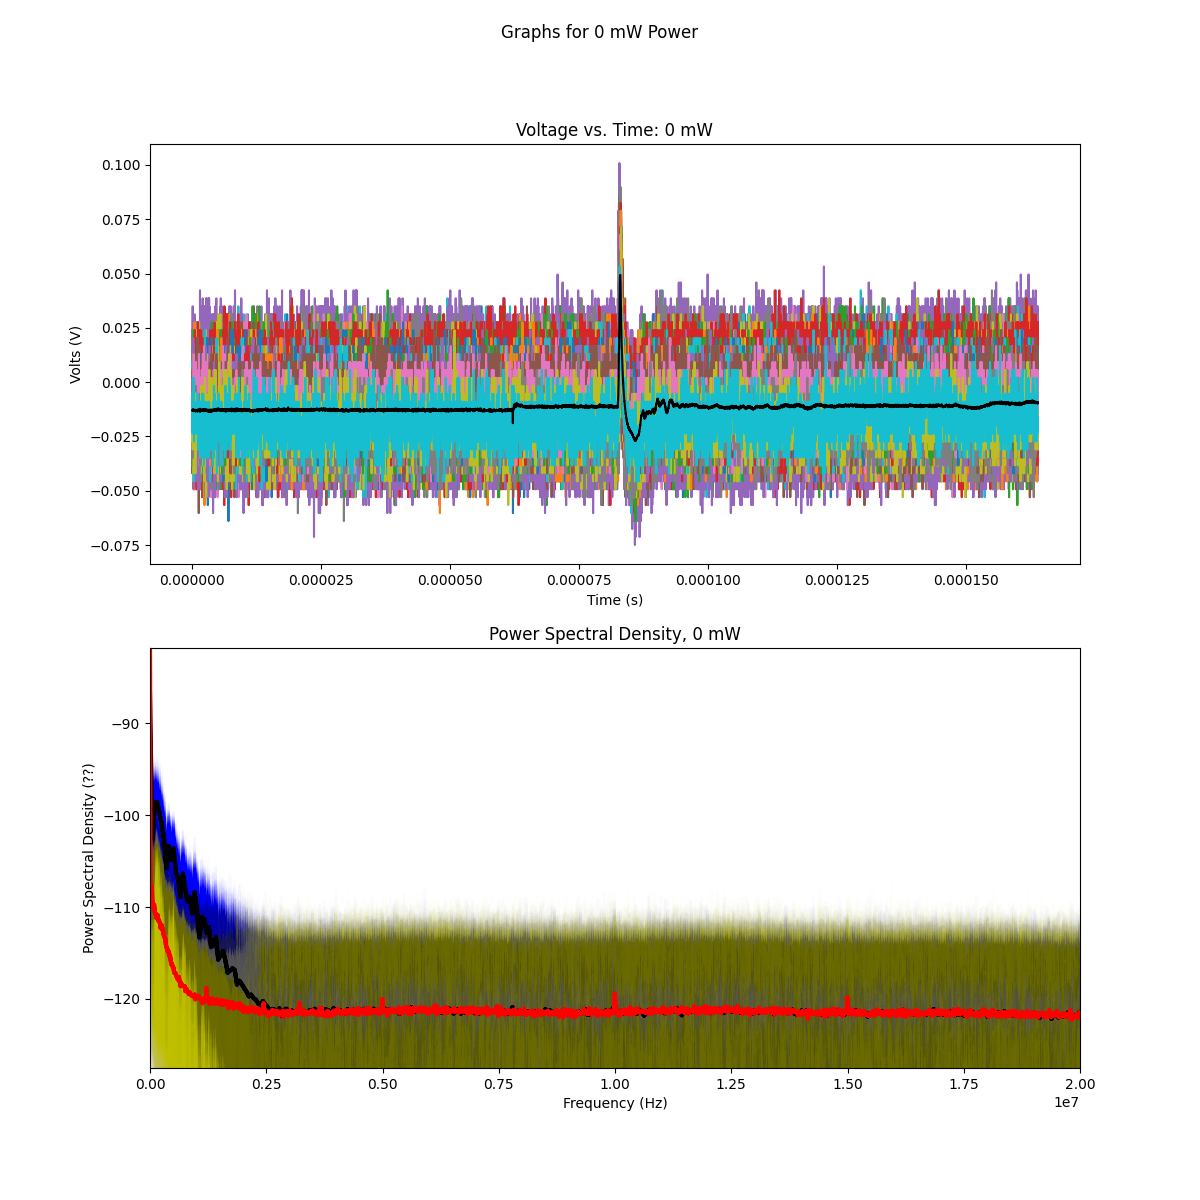 Graphs for 0 mW Power
Voltage vs. Time: 0 mW
0.100
0.075
0.050
0.025
0.000
−0.025
−0.050
−0.075
Volts (V)
0.000000 0.000025 0.000050 0.000075 0.000100 0.000125 0.000150
Time (s)
Power Spectral Density, 0 mW
−90
−100
−110
−120
Power Spectral Density (??)
0.00 0.25 0.50 0.75 1.00 1.25 1.50 1.75 2.00
1e7
Frequency (Hz)